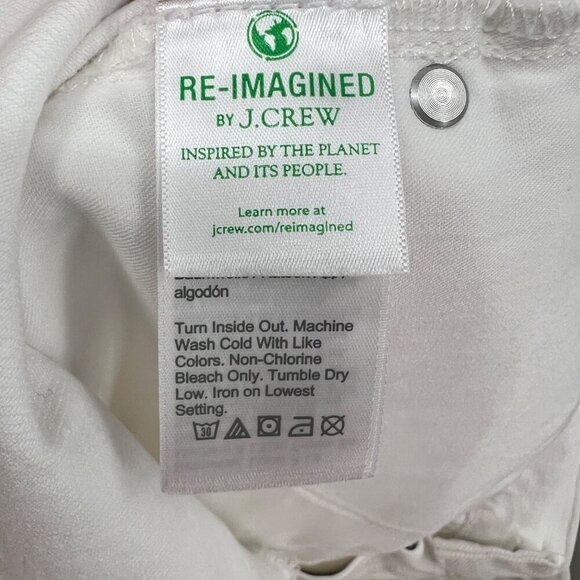 RE-IMAGINED
BY J.CREW
INSPIRED BY THE PLANET
AND ITS PEOPLE.
Learn more at
jcrew.com/reimagined
algodón
Turn Inside Out. Machine
Wash Cold With Like
Colors. Non-Chlorine
Bleach Only. Tumble Dry
Low. Iron on Lowest
Setting.
30